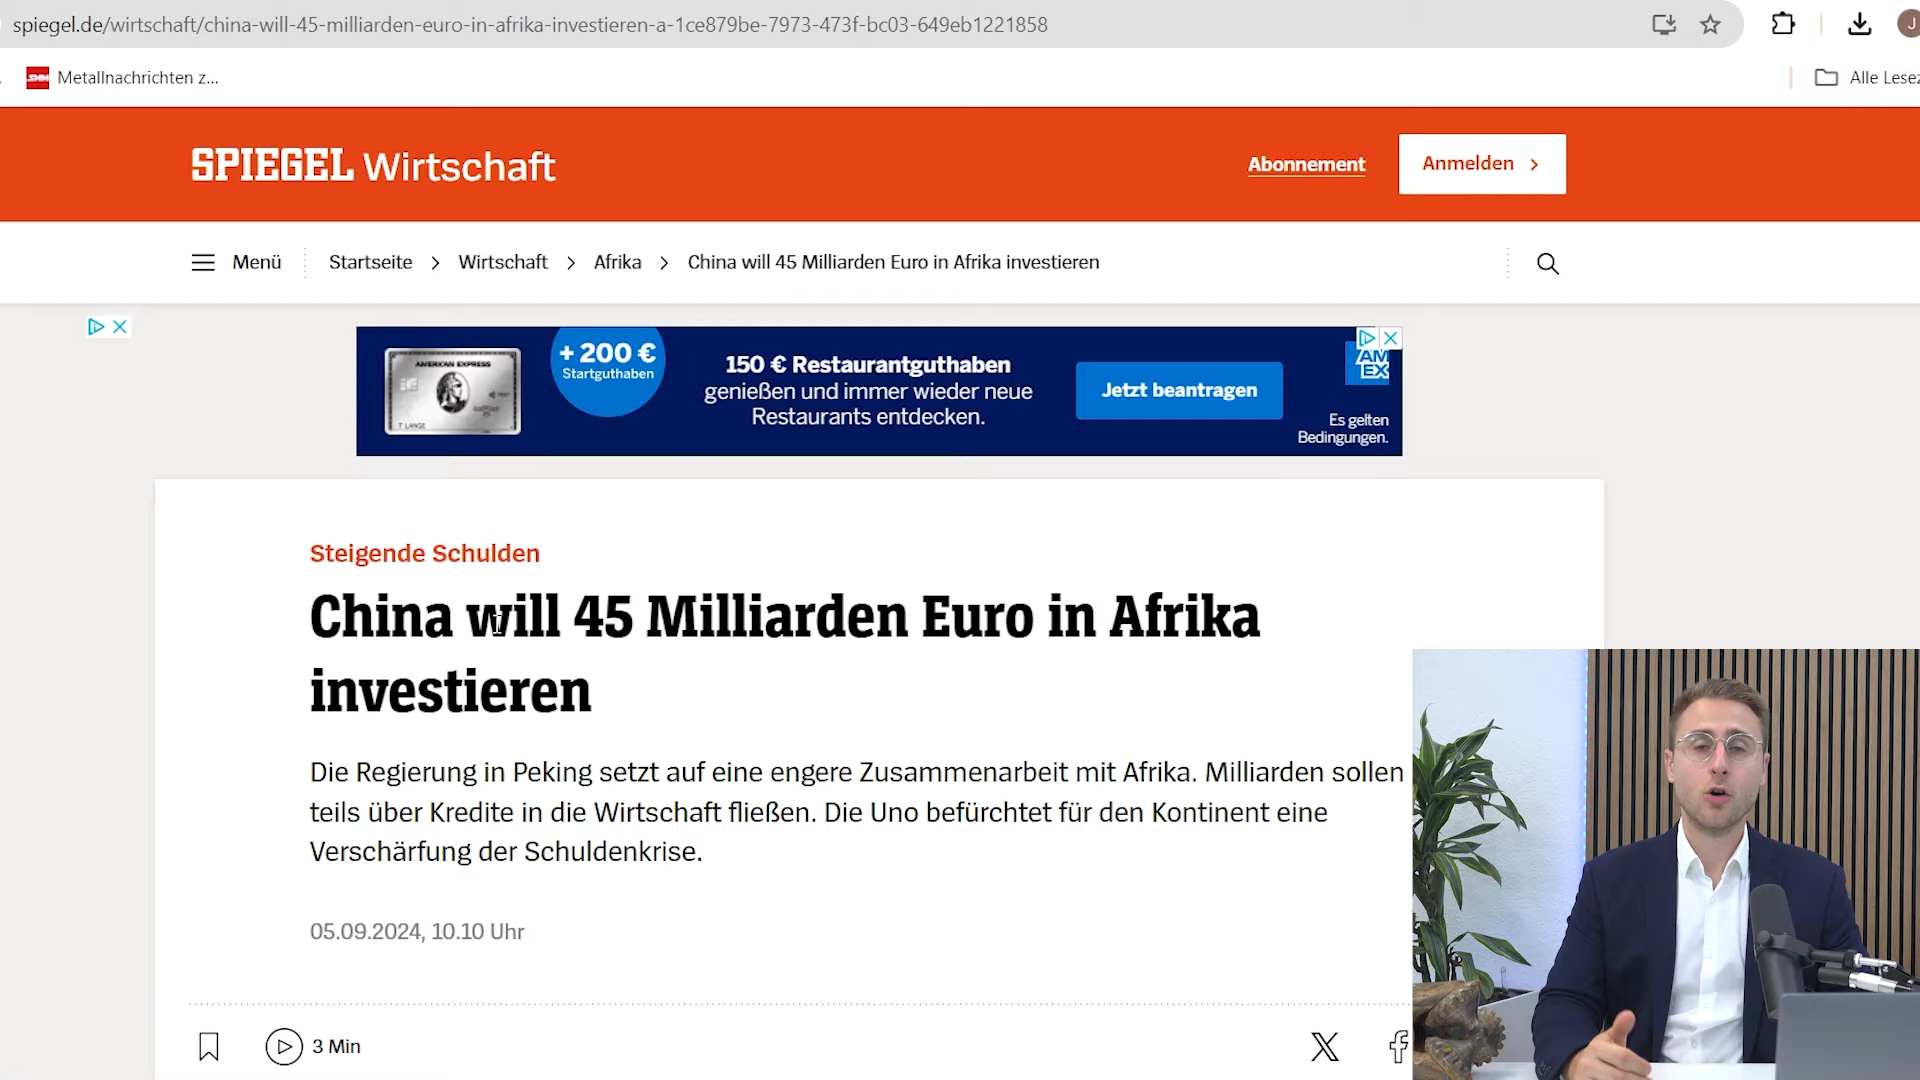 spiegel.de/wirtschaft/china-will-45-milliarden-euro-in-afrika-investieren-a-1ce879be-7973-473f-bc03-649eb1221858
J
SMM Metallnachrichten z...
Alle Lesez
SPIEGEL Wirtschaft
Abonnement
Anmelden
Menü
Startseite > Wirtschaft > Afrika > China will 45 Milliarden Euro in Afrika investieren
AMERICAN EXPRESS
T LANGE
+ 200 €
Startguthaben
150 € Restaurantguthaben
genießen und immer wieder neue
Restaurants entdecken.
Jetzt beantragen
AM
EX
Es gelten
Bedingungen.
Steigende Schulden
China will 45 Milliarden Euro in Afrika
investieren
Die Regierung in Peking setzt auf eine engere Zusammenarbeit mit Afrika. Milliarden sollen
teils über Kredite in die Wirtschaft fließen. Die Uno befürchtet für den Kontinent eine
Verschärfung der Schuldenkrise.
05.09.2024, 10.10 Uhr
3 Min